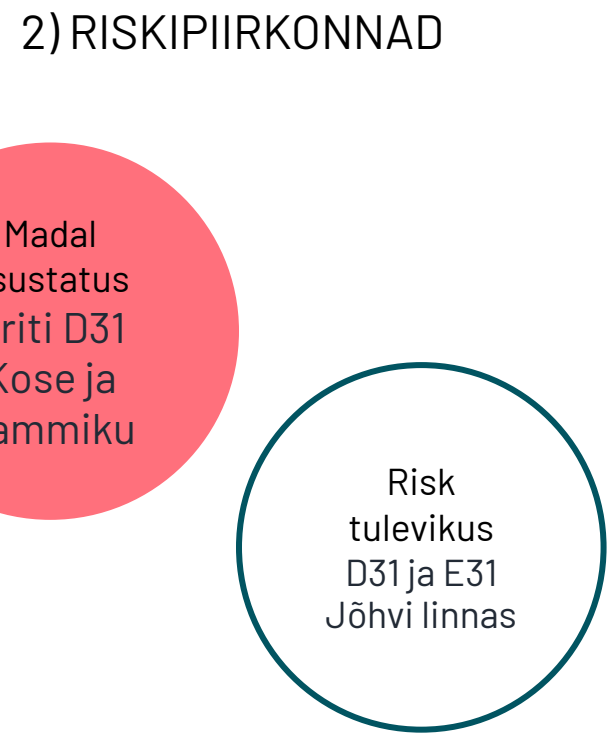 2) RISKIPIIRKONNAD
Madal
sustatus
riti D31
Kose ja
ammiku
Risk
tulevikus
D31 ja E31
Jõhvi linnas